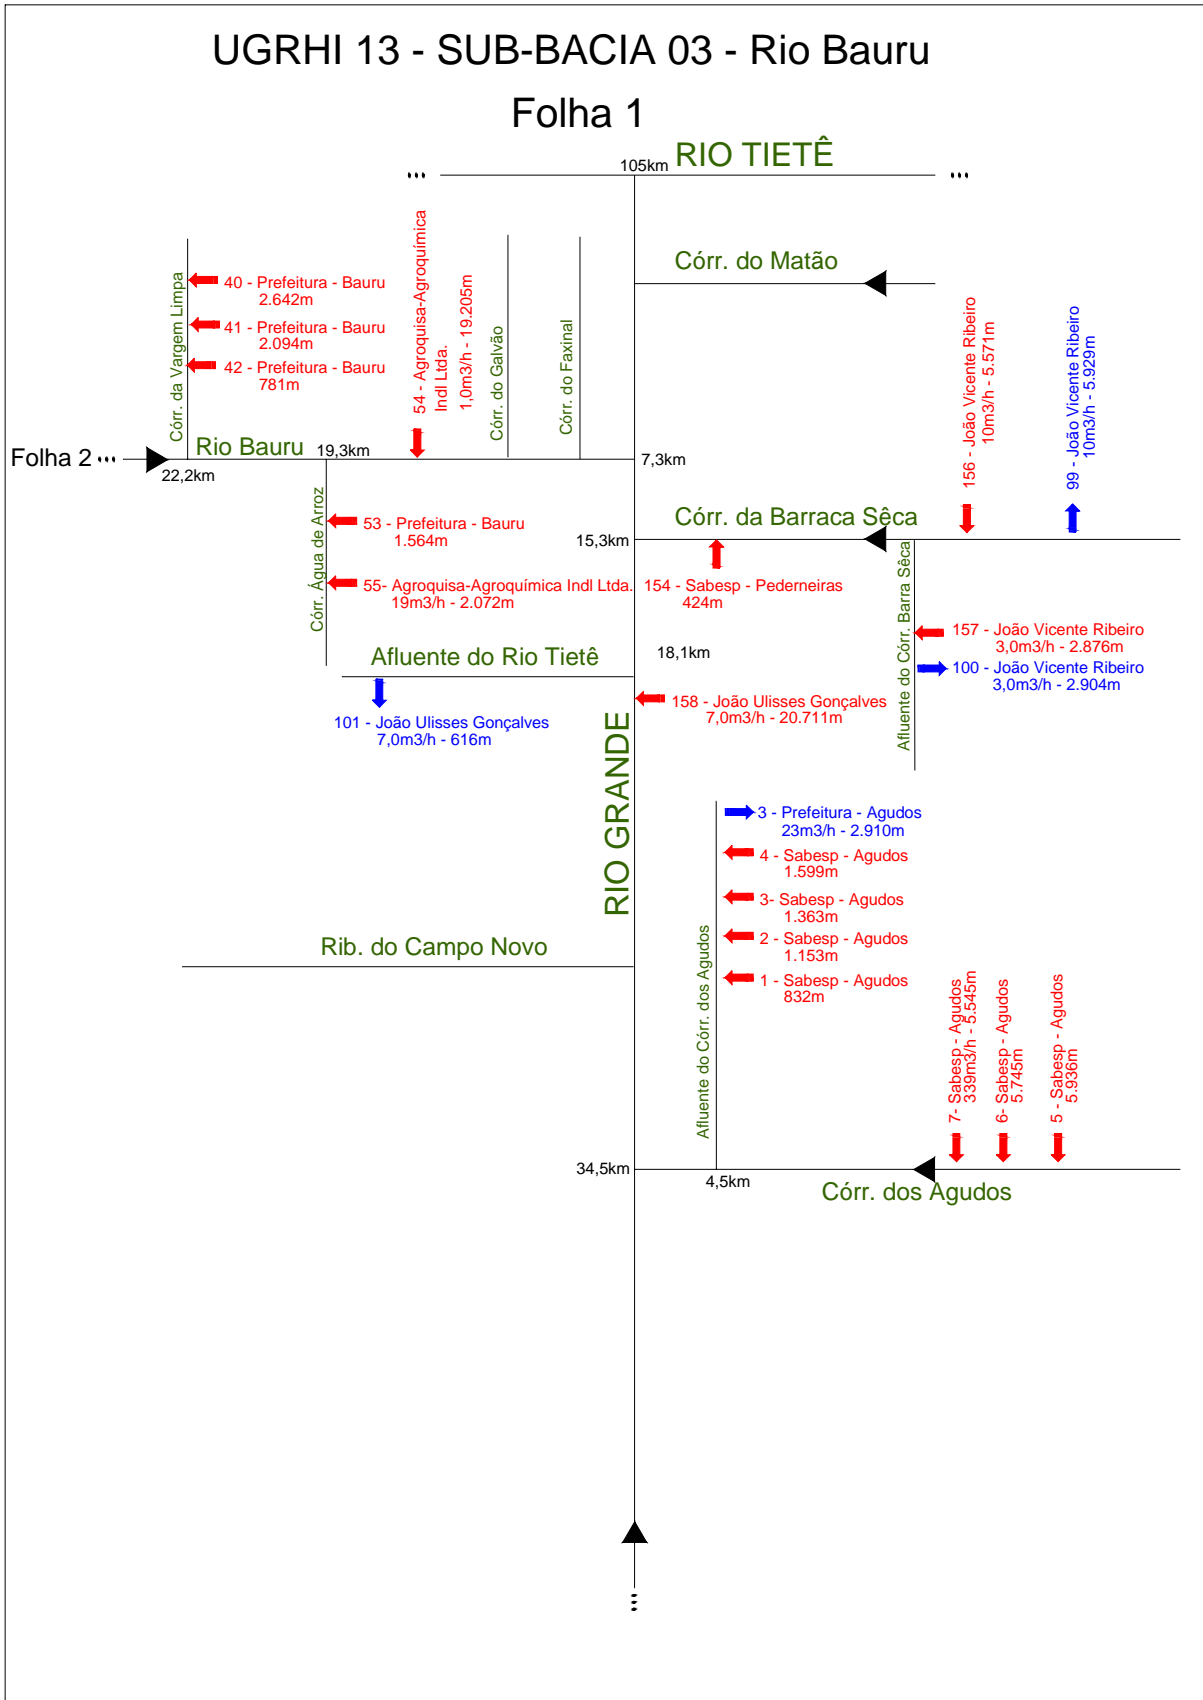 UGRHI 13 - SUB-BACIA 03 - Rio Bauru
Folha 1
RIO TIETÊ
105km
Córr. do Matão
Córr. da Vargem Limpa
40 - Prefeitura - Bauru
2.642m
41 - Prefeitura - Bauru
2.094m
42 - Prefeitura - Bauru
781m
54 - Agroquisa-Agroquímica
Indl Ltda.
1,0m3/h - 19.205m
Córr. do Galvão
Córr. do Faxinal
156 - João Vicente Ribeiro
10m3/h - 5.571m
99 - João Vicente Ribeiro
10m3/h - 5.929m
Folha 2
Rio Bauru
22,2km
19,3km
7,3km
Córr. Água de Arroz
53 - Prefeitura - Bauru
1.564m
55- Agroquisa-Agroquímica Indl Ltda.
19m3/h - 2.072m
Córr. da Barraca Sêca
15,3km
154 - Sabesp - Pederneiras
424m
Afluente do Córr. Barra Sêca
157 - João Vicente Ribeiro
3,0m3/h - 2.876m
100 - João Vicente Ribeiro
3,0m3/h - 2.904m
Afluente do Rio Tietê
18,1km
101 - João Ulisses Gonçalves
7,0m3/h - 616m
158 - João Ulisses Gonçalves
7,0m3/h - 20.711m
RIO GRANDE
3 - Prefeitura - Agudos
23m3/h - 2.910m
4 - Sabesp - Agudos
1.599m
3- Sabesp - Agudos
1.363m
2 - Sabesp - Agudos
1.153m
1 - Sabesp - Agudos
832m
Afluente do Córr. dos Agudos
Rib. do Campo Novo
7- Sabesp - Agudos
339m3/h - 5.545m
6- Sabesp - Agudos
5.745m
5 - Sabesp - Agudos
5.936m
34,5km
4,5km
Córr. dos Agudos